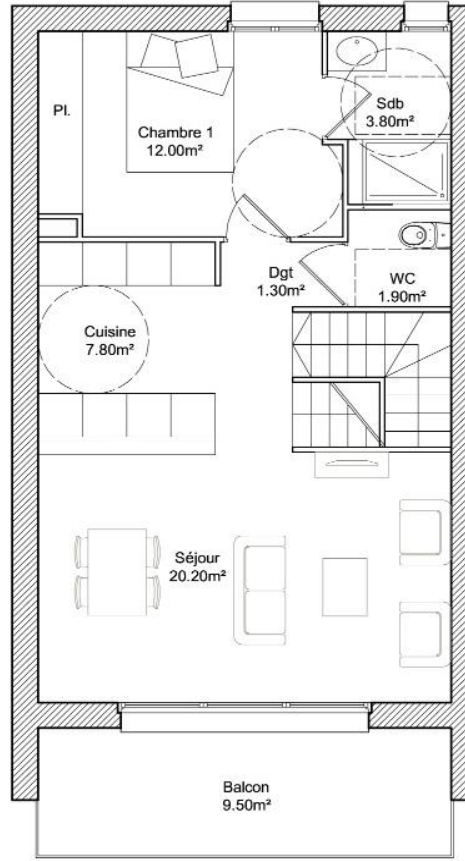 Sdb
3.80m²
Pl.
Chambre 1
12.00m²
Dgt
1.30m²
WC
1.90m²
Cuisine
7.80m²
Séjour
20.20m²
Balcon
9.50m²